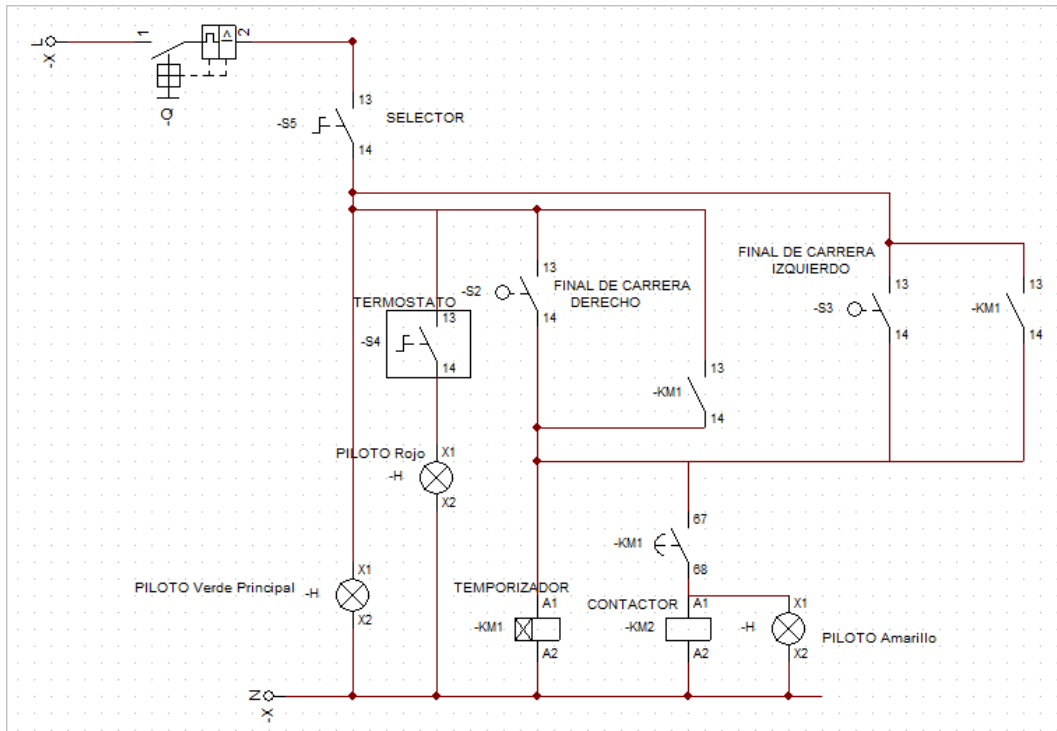 L
-X
1
2
-Q
13
-S5
SELECTOR
14
FINAL DE CARRERA
IZQUIERDO
13
-S2
FINAL DE CARRERA
DERECHO
14
13
-S3
14
13
-KM1
14
TERMOSTATO
13
-S4
14
13
-KM1
14
PILOTO Rojo
X1
-H
X2
67
-KM1
68
PILOTO Verde Principal
-H
X1
X2
TEMPORIZADOR
A1
-KM1
A2
CONTACTOR
A1
-KM2
A2
X1
-H
X2
PILOTO Amarillo
N
-X